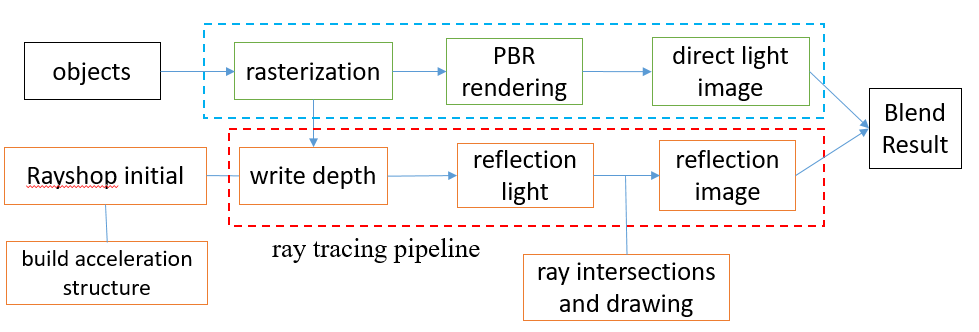 objects
rasterization
PBR
rendering
direct light
image
Blend
Result
Rayshop initial
write depth
reflection
light
reflection
image
build acceleration
structure
ray tracing pipeline
ray intersections
and drawing